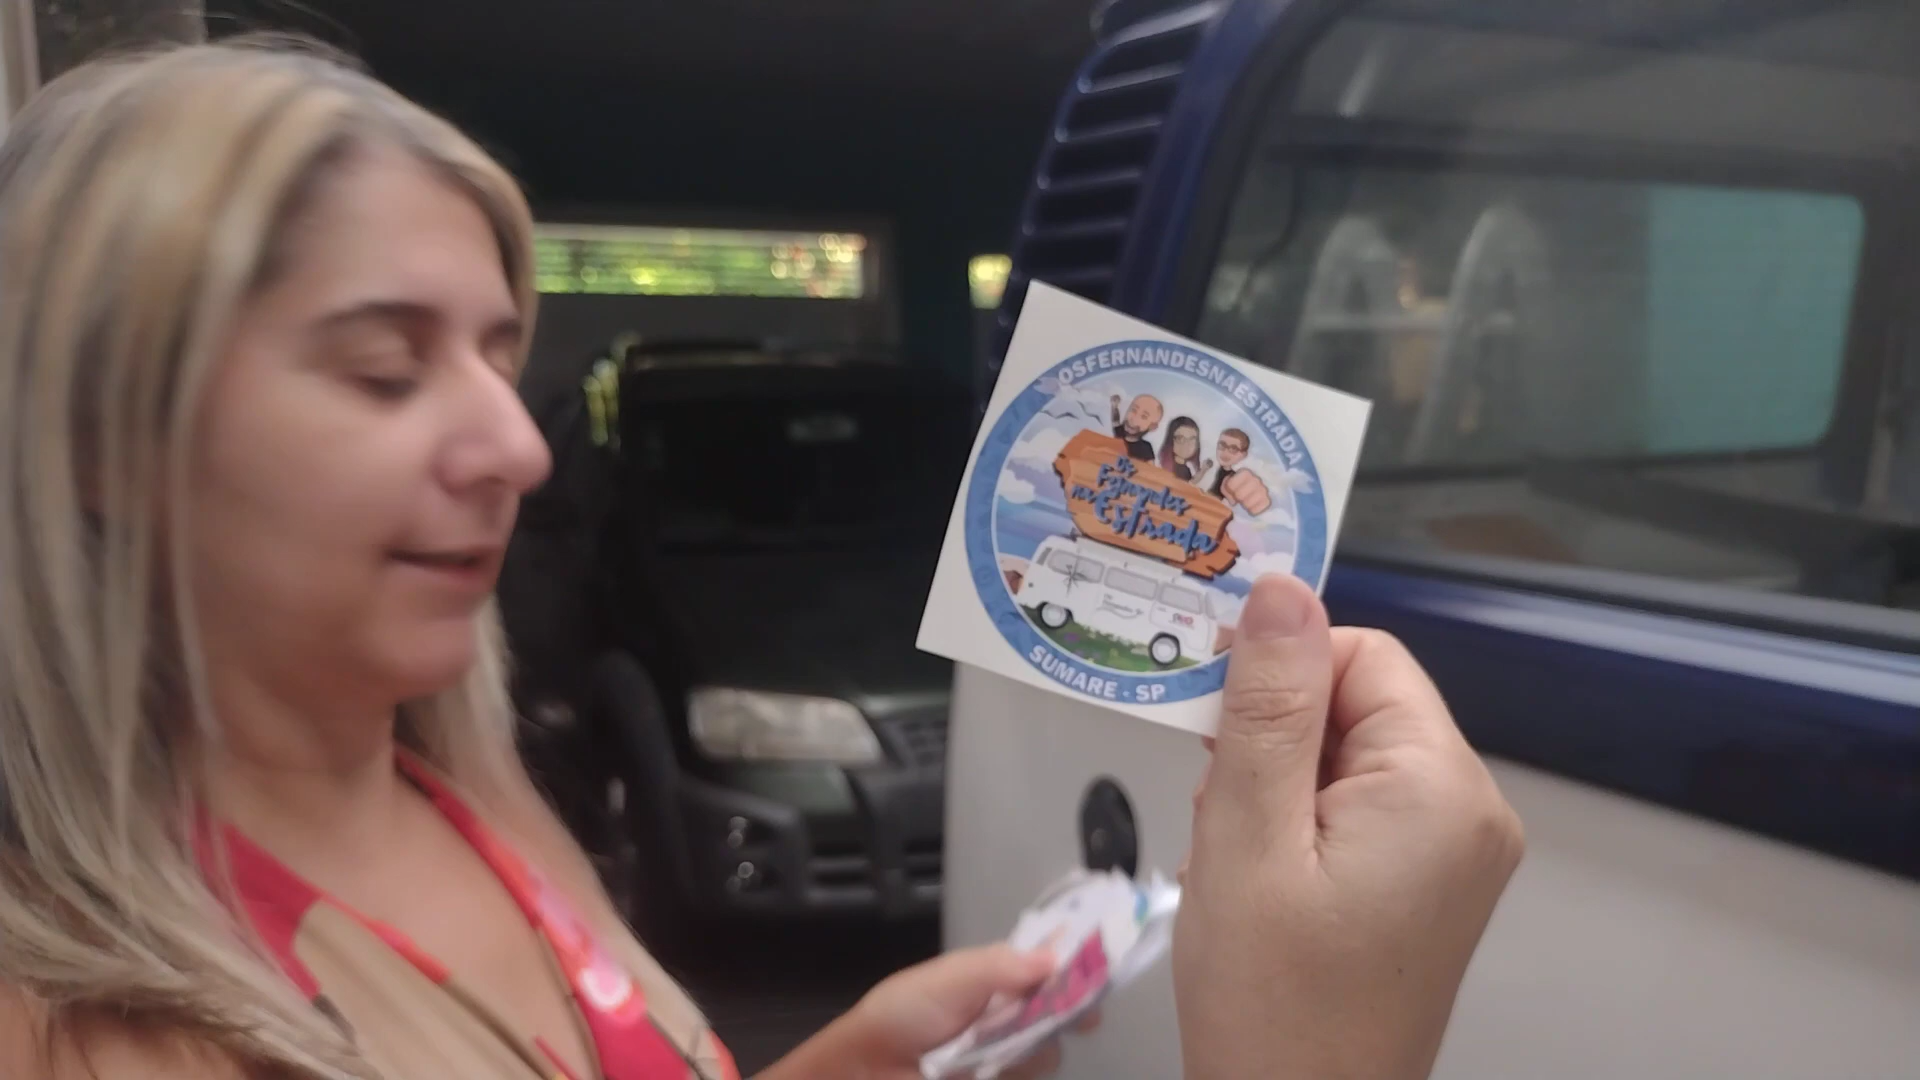 OSFERNANDESNAESTRADA
Os
Fernandes
na Estrada
SUMARE - SP